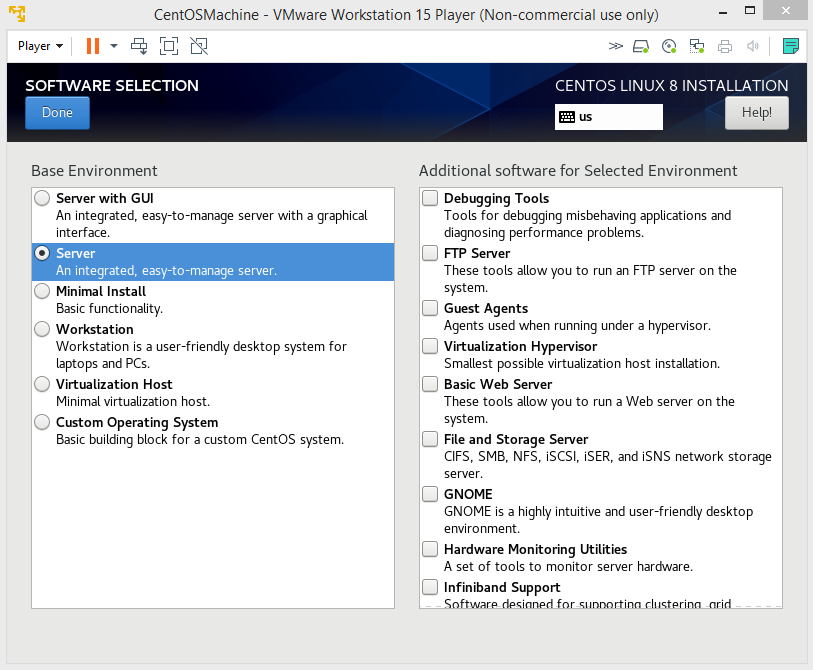 CentOSMachine - VMware Workstation 15 Player (Non-commercial use only)
Player
SOFTWARE SELECTION
CENTOS LINUX 8 INSTALLATION
Done
us
Help!
Base Environment
Server with GUI
An integrated, easy-to-manage server with a graphical
interface.
Server
An integrated, easy-to-manage server.
Minimal Install
Basic functionality.
Workstation
Workstation is a user-friendly desktop system for
laptops and PCs.
Virtualization Host
Minimal virtualization host.
Custom Operating System
Basic building block for a custom CentOS system.
Additional software for Selected Environment
Debugging Tools
Tools for debugging misbehaving applications and
diagnosing performance problems.
FTP Server
These tools allow you to run an FTP server on the
system.
Guest Agents
Agents used when running under a hypervisor.
Virtualization Hypervisor
Smallest possible virtualization host installation.
Basic Web Server
These tools allow you to run a Web server on the
system.
File and Storage Server
CIFS, SMB, NFS, iSCSI, iSER, and iSNS network storage
server.
GNOME
GNOME is a highly intuitive and user-friendly desktop
environment.
Hardware Monitoring Utilities
A set of tools to monitor server hardware.
Infiniband Support
Software designed for supporting clustering, grid